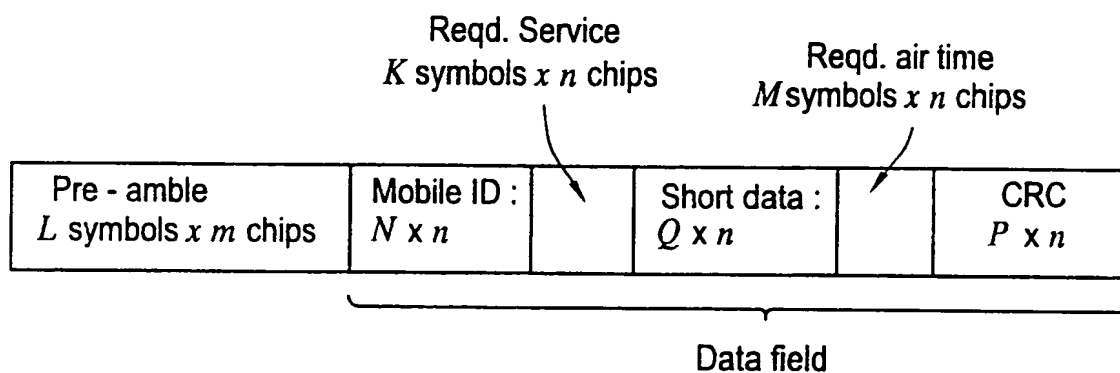 Reqd. Service
K symbols x n chips
Reqd. air time
M symbols x n chips
Pre - amble
L symbols x m chips
Mobile ID :
N x n
Short data :
Q x n
CRC
P x n
Data field